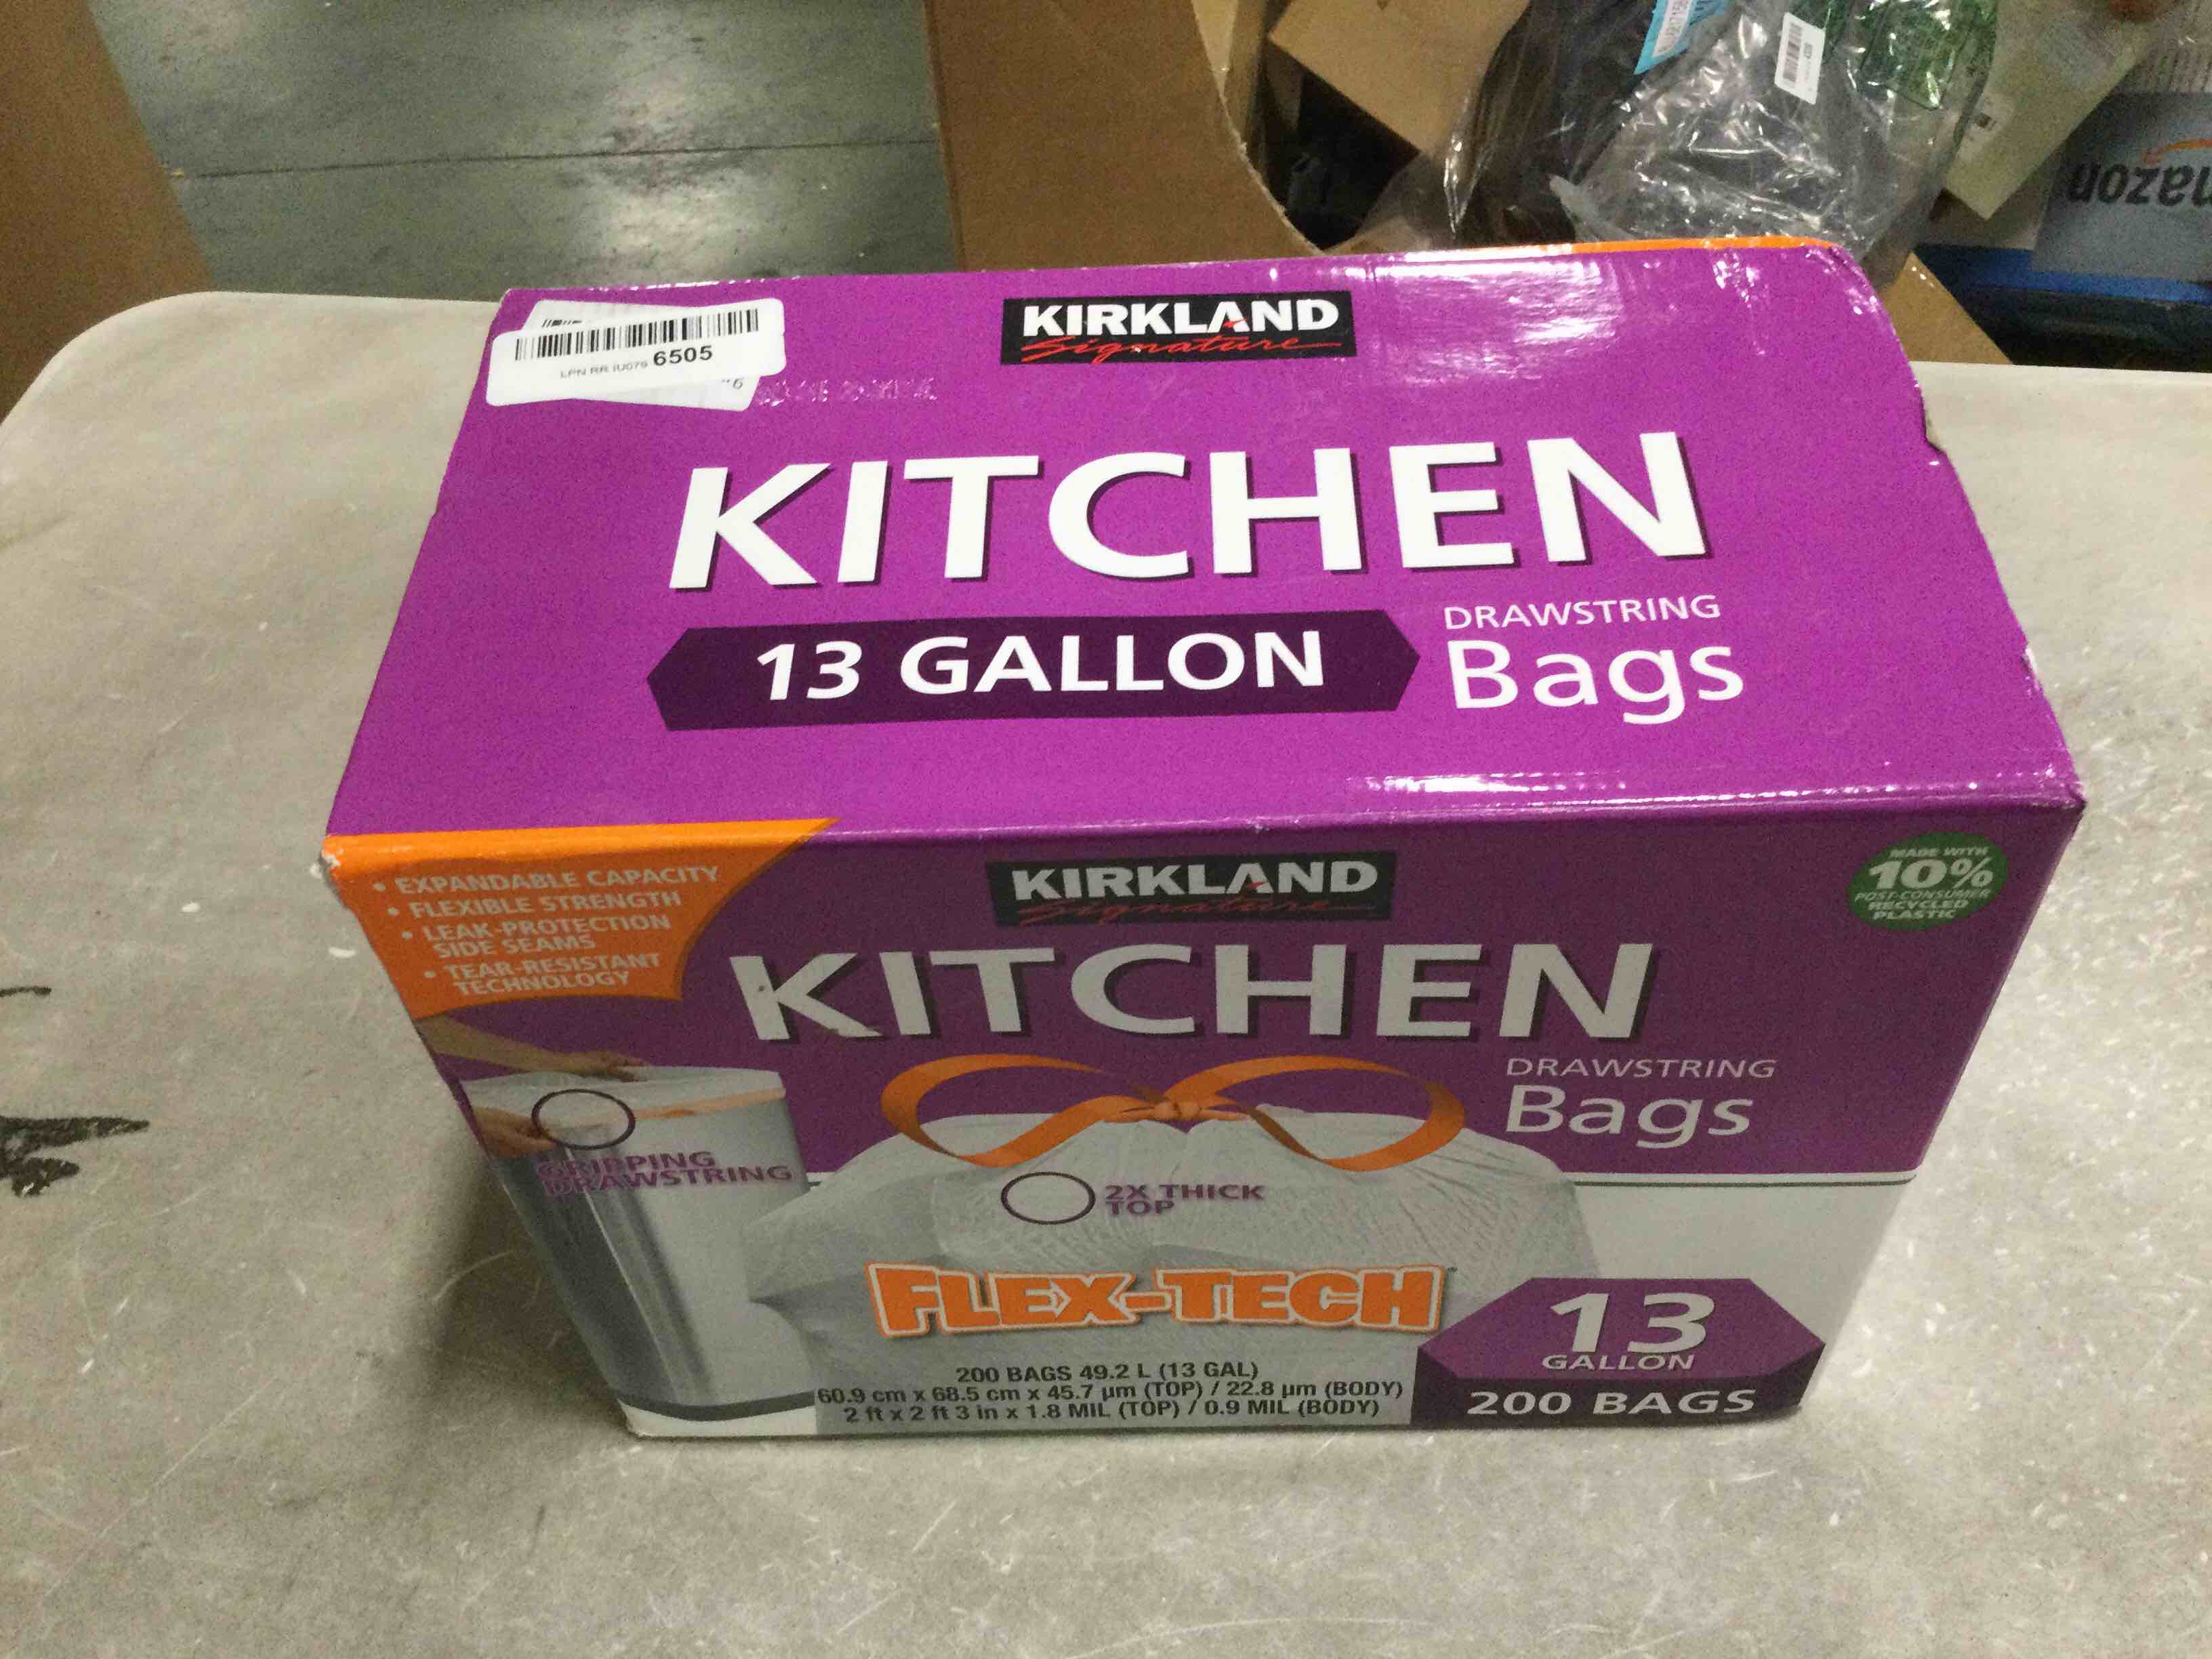 LPN RR IU079 6505
KIRKLAND
Signature
KITCHEN
13 GALLON
DRAWSTRING
Bags
• EXPANDABLE CAPACITY
• FLEXIBLE STRENGTH
• LEAK-PROTECTION
SIDE SEAMS
• TEAR-RESISTANT
TECHNOLOGY
KIRKLAND
Signature
MADE WITH
10%
POST-CONSUMER
RECYCLED
PLASTIC
KITCHEN
DRAWSTRING
Bags
GRIPPING
DRAWSTRING
2X THICK
TOP
FLEX-TECH™
200 BAGS 49.2 L (13 GAL)
60.9 cm x 68.5 cm x 45.7 µm (TOP) / 22.8 µm (BODY)
2 ft x 2 ft 3 in x 1.8 MIL (TOP) / 0.9 MIL (BODY)
13
GALLON
200 BAGS
mazon